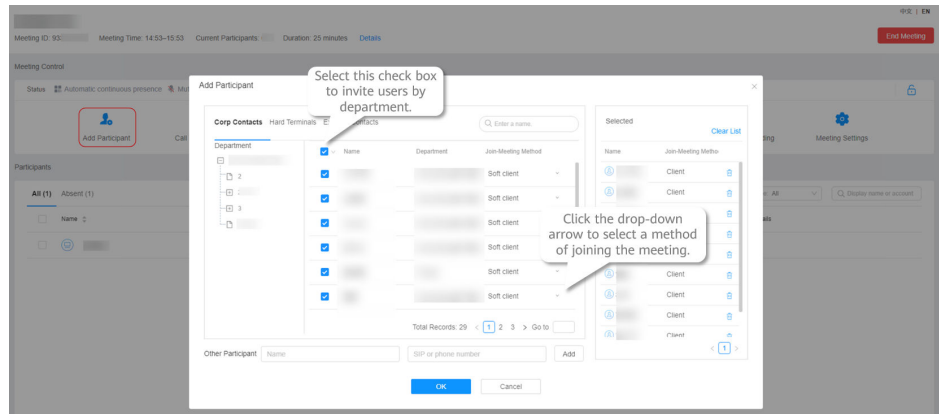 中文 | EN
Meeting ID: 93
Meeting Time: 14:53–15:53
Current Participants:
Duration: 25 minutes
Details
End Meeting
Meeting Control
Status
Automatic continuous presence
Mut
Add Participant
Call
ting
Meeting Settings
Participants
All (1)
Absent (1)
All
Display name or account
Name
ails
Add Participant
Select this check box
to invite users by
department.
Corp Contacts
Hard Terminals
E
ntacts
Enter a name.
Department
2
3
Name
Department
Join-Meeting Method
Soft client
Soft client
Soft client
Soft client
Soft client
Soft client
Click the drop-down
arrow to select a method
of joining the meeting.
Total Records: 29
< 1 2 3 > Go to
Selected
Clear List
Name
Join-Meeting Metho
Client
Client
Client
Client
Client
Client
< 1 >
Other Participant
Name
SIP or phone number
Add
OK
Cancel